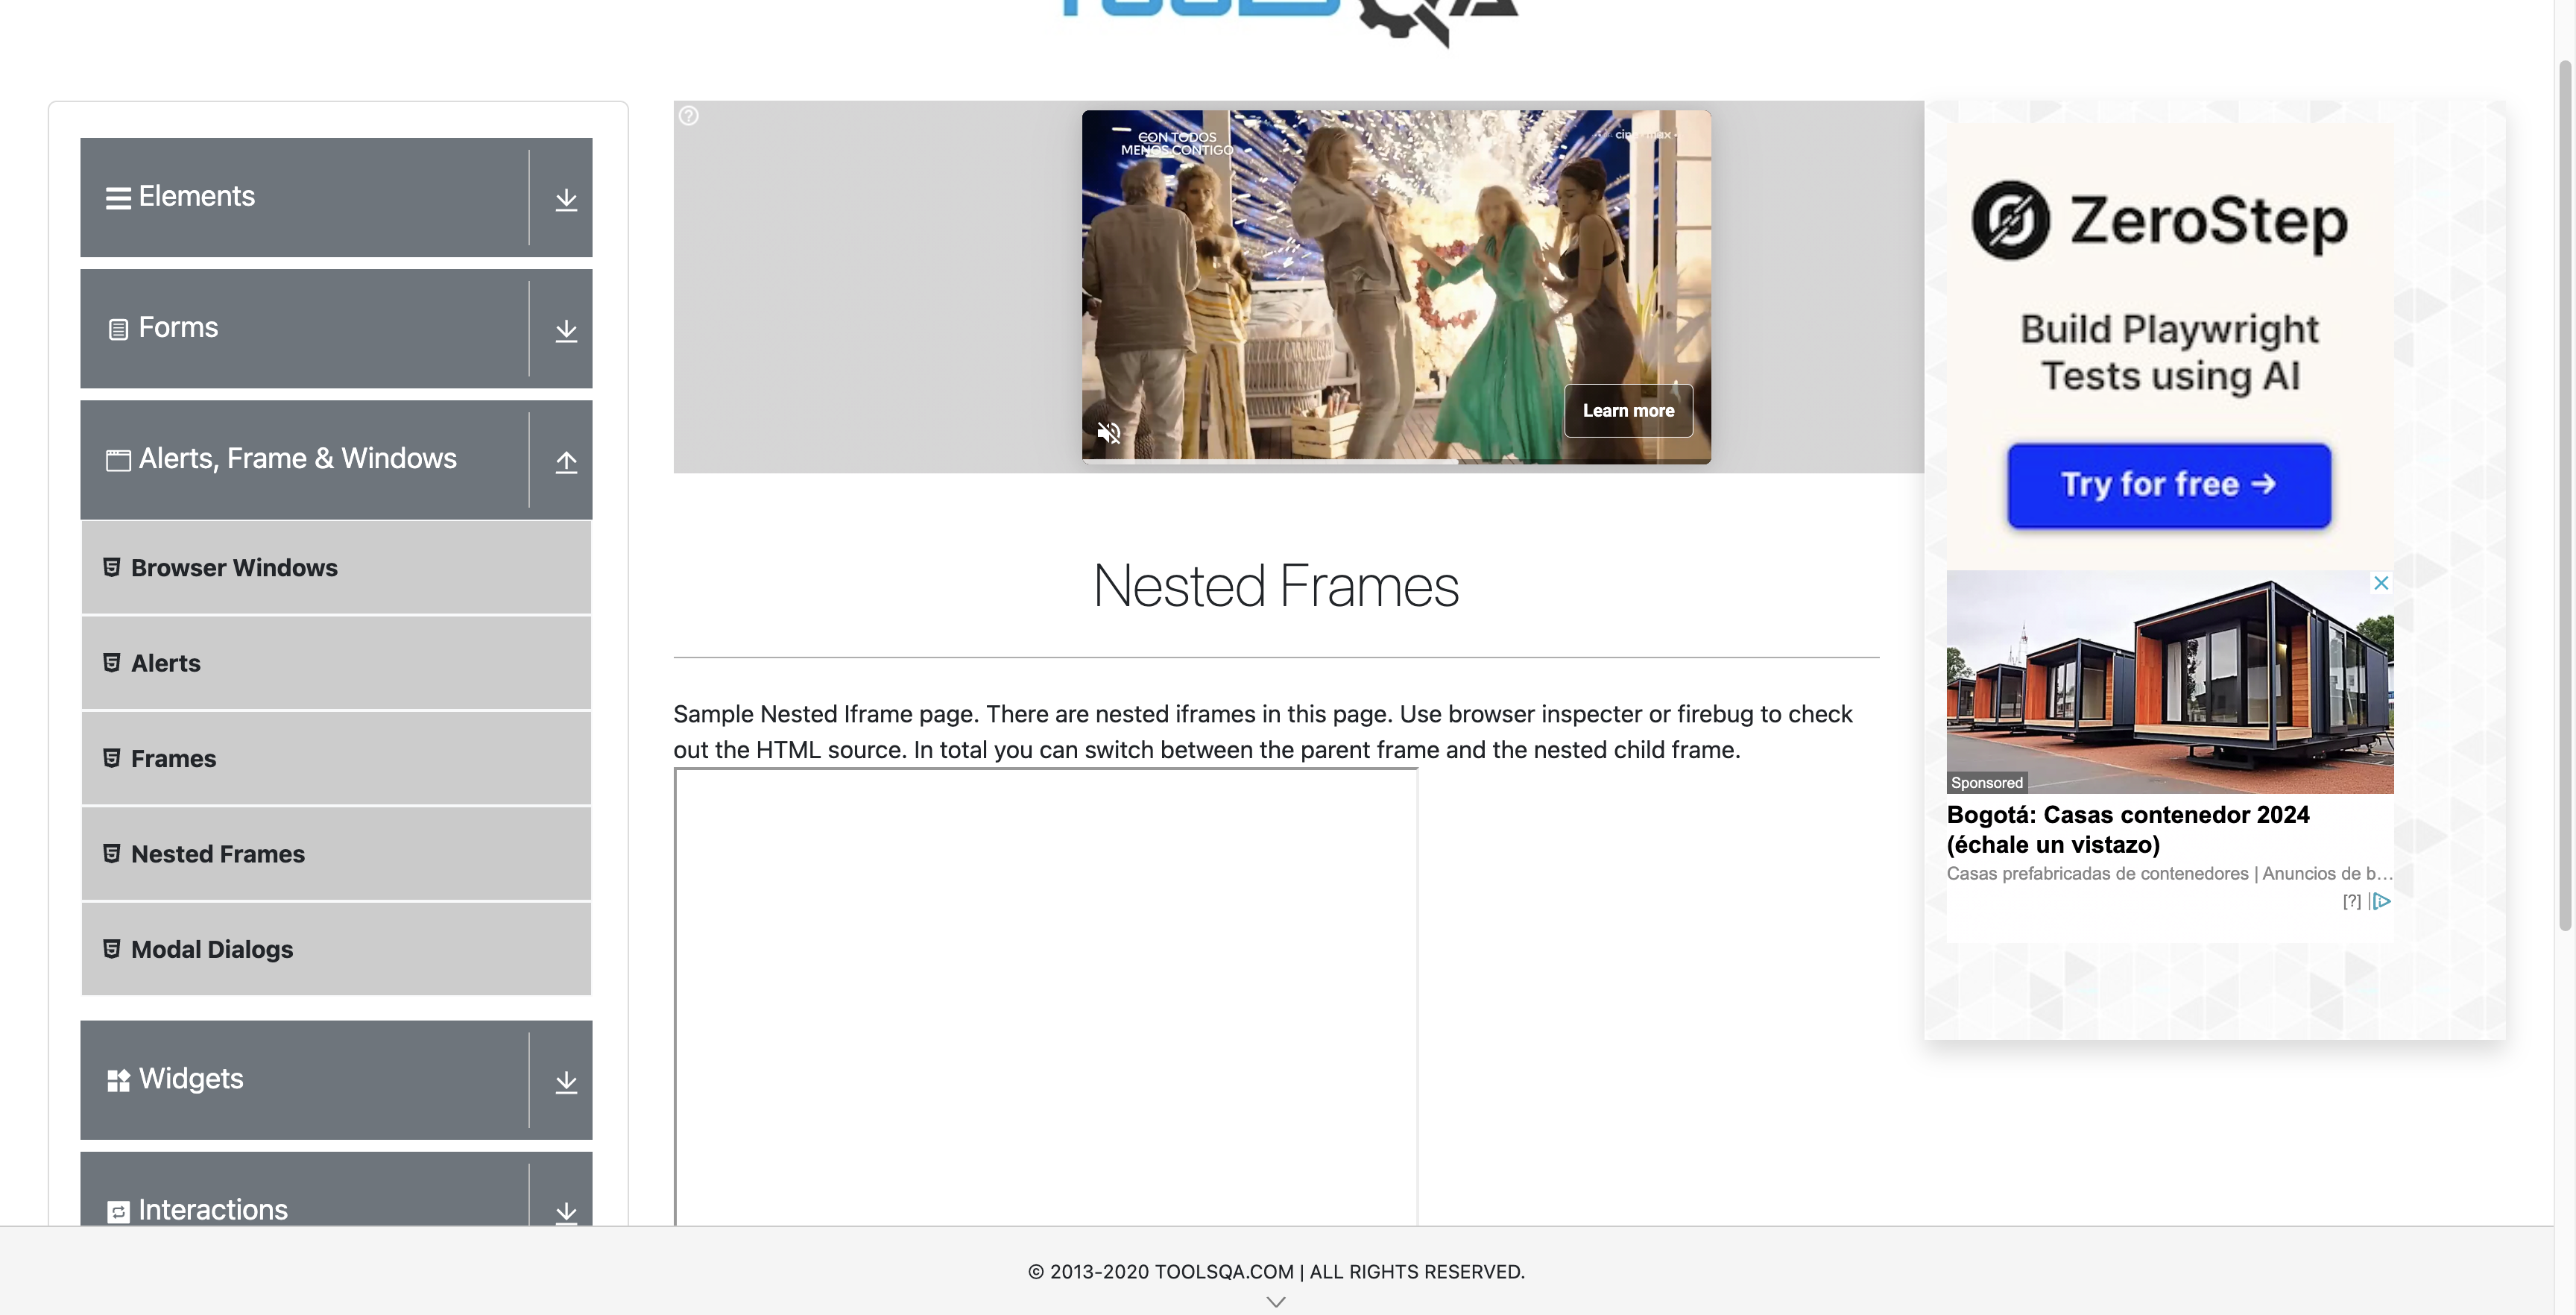 Elements
Forms
Alerts, Frame & Windows
Browser Windows
Alerts
Frames
Nested Frames
Modal Dialogs
Widgets
Interactions
CON TODOS
MENOS CONTIGO
Learn more
Nested Frames
Sample Nested Iframe page. There are nested iframes in this page. Use browser inspecter or firebug to check
out the HTML source. In total you can switch between the parent frame and the nested child frame.
ZeroStep
Build Playwright
Tests using AI
Try for free →
Sponsored
Bogotá: Casas contenedor 2024
(échale un vistazo)
Casas prefabricadas de contenedores | Anuncios de b...
[?] |
© 2013-2020 TOOLSQA.COM | ALL RIGHTS RESERVED.